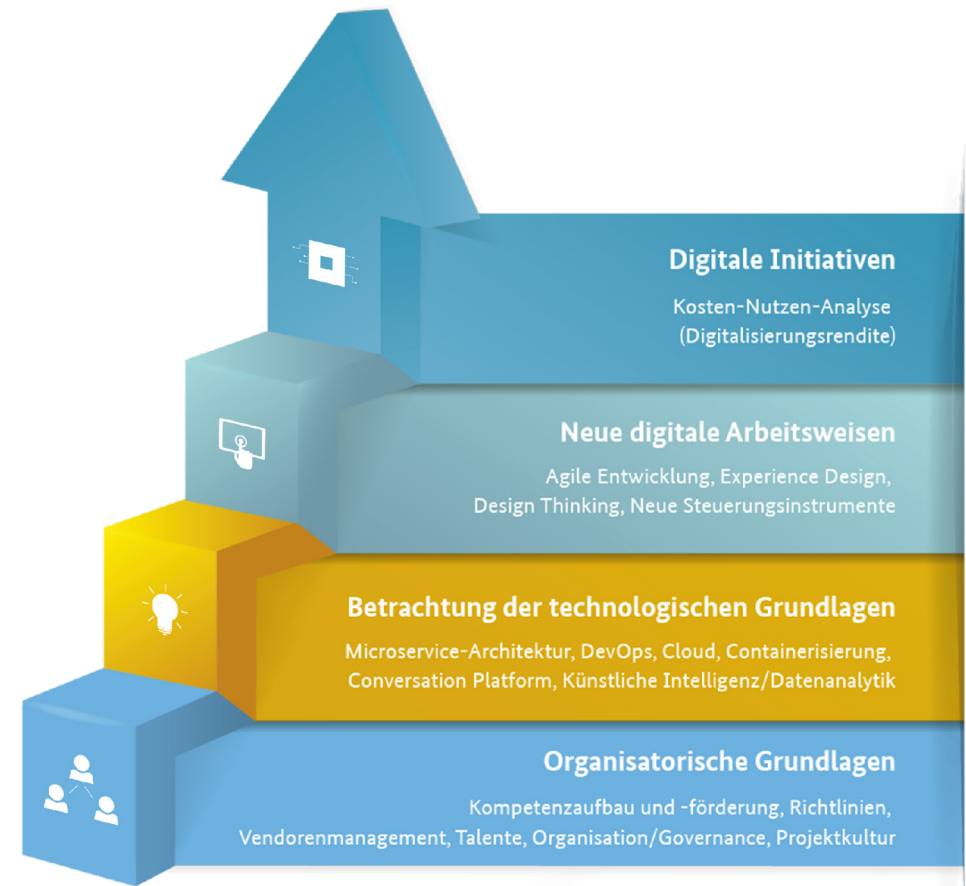 Digitale Initiativen
Kosten-Nutzen-Analyse
(Digitalisierungsrendite)
Neue digitale Arbeitsweisen
Agile Entwicklung, Experience Design,
Design Thinking, Neue Steuerungsinstrumente
Betrachtung der technologischen Grundlagen
Microservice-Architektur, DevOps, Cloud, Containerisierung,
Conversation Platform, Künstliche Intelligenz/Datenanalytik
Organisatorische Grundlagen
Kompetenzaufbau und -förderung, Richtlinien,
Vendorenmanagement, Talente, Organisation/Governance, Projektkultur